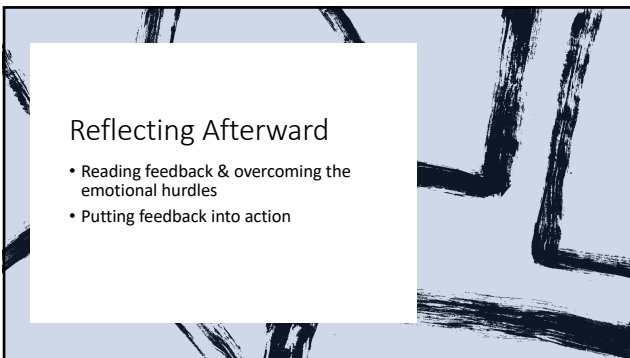 Reflecting Afterward
• Reading feedback & overcoming the
emotional hurdles
• Putting feedback into action